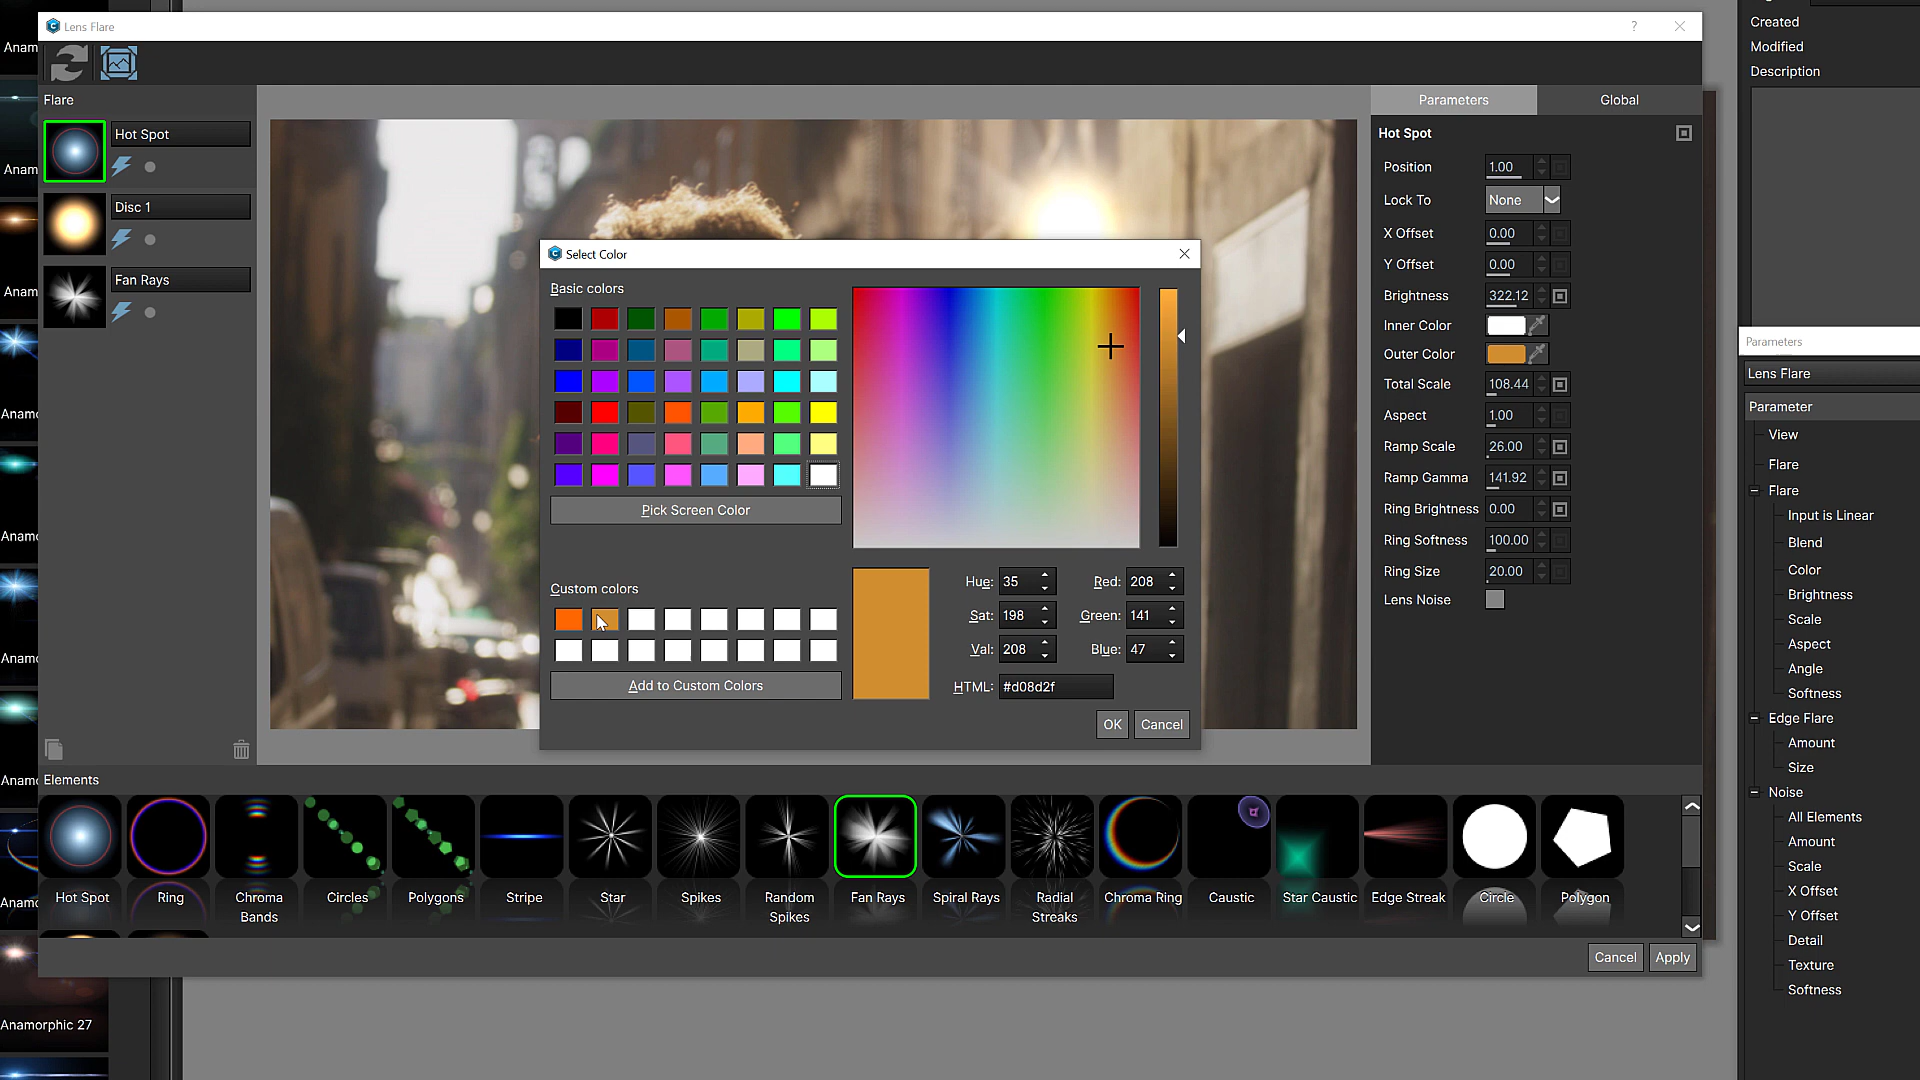 Lens Flare
?
Created
Modified
Description
Anam
Anam
Anam
Anam
Anamo
Anamo
Anamo
Anamo
Anamorphic 27
Flare
Hot Spot
Disc 1
Fan Rays
Select Color
Basic colors
Pick Screen Color
Custom colors
Add to Custom Colors
Hue: 35
Red: 208
Sat: 198
Green: 141
Val: 208
Blue: 47
HTML: #d08d2f
OK
Cancel
Parameters
Global
Hot Spot
Position 1.00
Lock To None
X Offset 0.00
Y Offset 0.00
Brightness 322.12
Inner Color
Outer Color
Total Scale 108.44
Aspect 1.00
Ramp Scale 26.00
Ramp Gamma 141.92
Ring Brightness 0.00
Ring Softness 100.00
Ring Size 20.00
Lens Noise
Elements
Hot Spot
Ring
Chroma
Bands
Circles
Polygons
Stripe
Star
Spikes
Random
Spikes
Fan Rays
Spiral Rays
Radial
Streaks
Chroma Ring
Caustic
Star Caustic
Edge Streak
Circle
Polygon
Cancel
Apply
Parameters
Lens Flare
Parameter
View
Flare
Flare
Input is Linear
Blend
Color
Brightness
Scale
Aspect
Angle
Softness
Edge Flare
Amount
Size
Noise
All Elements
Amount
Scale
X Offset
Y Offset
Detail
Texture
Softness